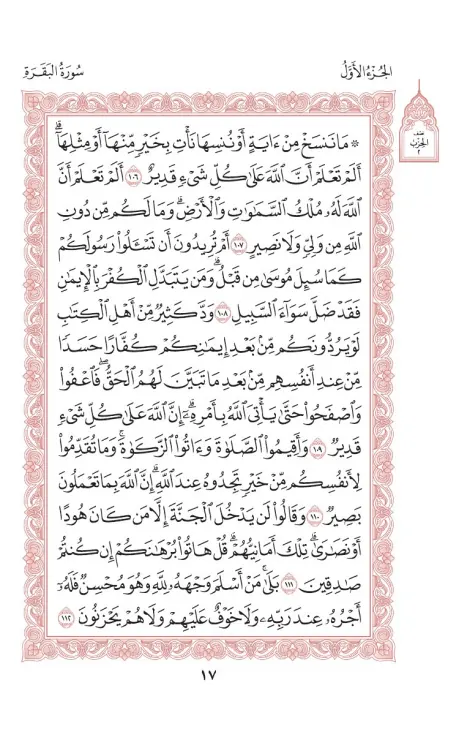 الجُزْءُ الأَوَّلُ
سُورَةُ البَقَرَةِ
نصف
الحزب
٢
۞ مَا نَنسَخْ مِنْ ءَايَةٍ أَوْ نُنسِهَا نَأْتِ بِخَيْرٍ مِّنْهَآ أَوْ مِثْلِهَآۗ
أَلَمْ تَعْلَمْ أَنَّ ٱللَّهَ عَلَىٰ كُلِّ شَىْءٍ قَدِيرٌ ١٠٦ أَلَمْ تَعْلَمْ أَنَّ
ٱللَّهَ لَهُۥ مُلْكُ ٱلسَّمَٰوَٰتِ وَٱلْأَرْضِۗ وَمَا لَكُم مِّن دُونِ
ٱللَّهِ مِن وَلِىٍّ وَلَا نَصِيرٍ ١٠٧ أَمْ تُرِيدُونَ أَن تَسْـَٔلُوا۟ رَسُولَكُمْ
كَمَا سُئِلَ مُوسَىٰ مِن قَبْلُۗ وَمَن يَتَبَدَّلِ ٱلْكُفْرَ بِٱلْإِيمَٰنِ
فَقَدْ ضَلَّ سَوَآءَ ٱلسَّبِيلِ ١٠٨ وَدَّ كَثِيرٌ مِّنْ أَهْلِ ٱلْكِتَٰبِ
لَوْ يَرُدُّونَكُم مِّنۢ بَعْدِ إِيمَٰنِكُمْ كُفَّارًا حَسَدًا
مِّنْ عِندِ أَنفُسِهِم مِّنۢ بَعْدِ مَا تَبَيَّنَ لَهُمُ ٱلْحَقُّۖ فَٱعْفُوا۟
وَٱصْفَحُوا۟ حَتَّىٰ يَأْتِىَ ٱللَّهُ بِأَمْرِهِۦٓۗ إِنَّ ٱللَّهَ عَلَىٰ كُلِّ شَىْءٍ
قَدِيرٌ ١٠٩ وَأَقِيمُوا۟ ٱلصَّلَوٰةَ وَءَاتُوا۟ ٱلزَّكَوٰةَۚ وَمَا تُقَدِّمُوا۟
لِأَنفُسِكُم مِّنْ خَيْرٍ تَجِدُوهُ عِندَ ٱللَّهِۗ إِنَّ ٱللَّهَ بِمَا تَعْمَلُونَ
بَصِيرٌ ١١٠ وَقَالُوا۟ لَن يَدْخُلَ ٱلْجَنَّةَ إِلَّا مَن كَانَ هُودًا
أَوْ نَصَٰرَىٰۗ تِلْكَ أَمَانِيُّهُمْۗ قُلْ هَاتُوا۟ بُرْهَٰنَكُمْ إِن كُنتُمْ
صَٰدِقِينَ ١١١ بَلَىٰۚ مَنْ أَسْلَمَ وَجْهَهُۥ لِلَّهِ وَهُوَ مُحْسِنٌ فَلَهُۥٓ
أَجْرُهُۥ عِندَ رَبِّهِۦ وَلَا خَوْفٌ عَلَيْهِمْ وَلَا هُمْ يَحْزَنُونَ ١١٢
١٧